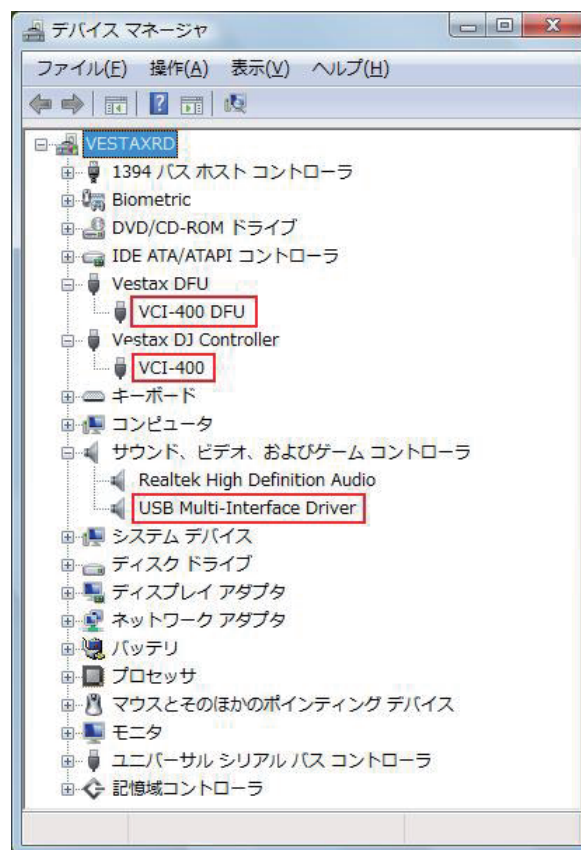 デバイス マネージャ
ファイル(F) 操作(A) 表示(V) ヘルプ(H)
VESTAXRD
1394 バス ホスト コントローラ
Biometric
DVD/CD-ROM ドライブ
IDE ATA/ATAPI コントローラ
Vestax DFU
VCI-400 DFU
Vestax DJ Controller
VCI-400
キーボード
コンピュータ
サウンド、ビデオ、およびゲーム コントローラ
Realtek High Definition Audio
USB Multi-Interface Driver
システム デバイス
ディスク ドライブ
ディスプレイ アダプタ
ネットワーク アダプタ
バッテリ
プロセッサ
マウスとそのほかのポインティング デバイス
モニタ
ユニバーサル シリアル バス コントローラ
記憶域コントローラ